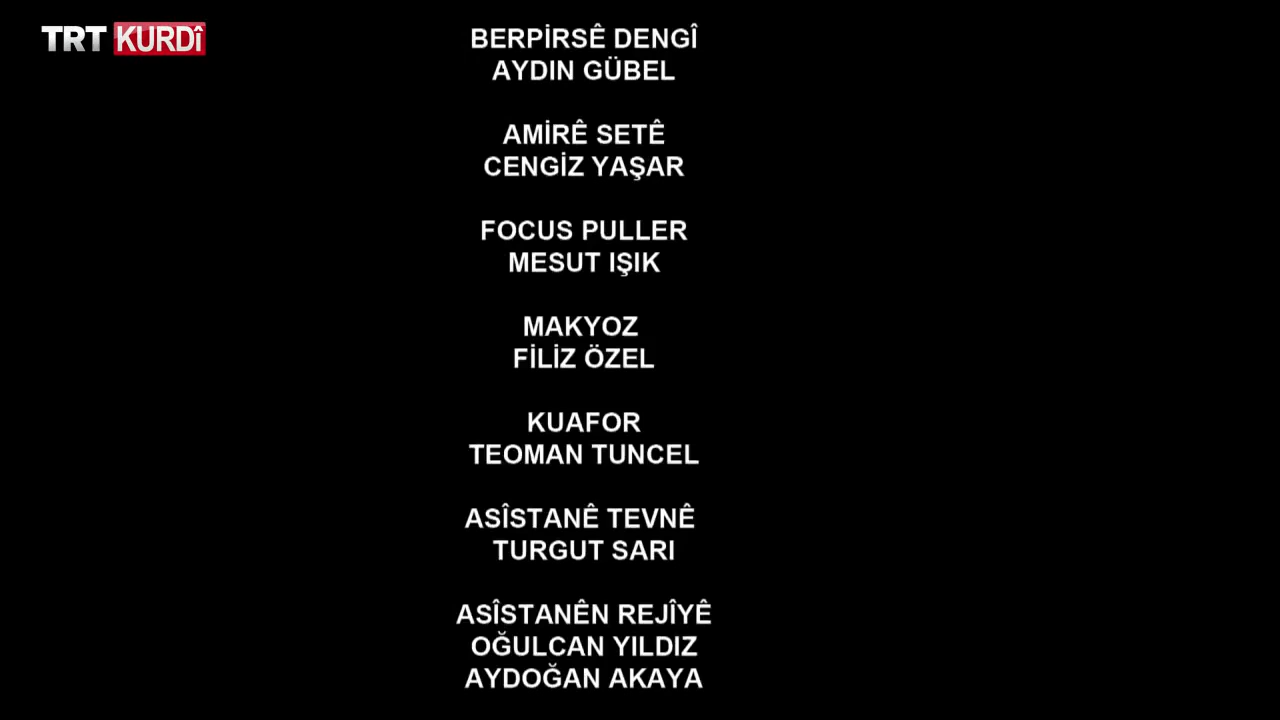 TRT KURDÎ
BERPİRSÊ DENGÎ
AYDIN GÜBEL
AMİRÊ SETÊ
CENGİZ YAŞAR
FOCUS PULLER
MESUT IŞIK
MAKYOZ
FİLİZ ÖZEL
KUAFOR
TEOMAN TUNCEL
ASÎSTANÊ TEVNÊ
TURGUT SARI
ASÎSTANÊN REJÎYÊ
OĞULCAN YILDIZ
AYDOĞAN AKAYA